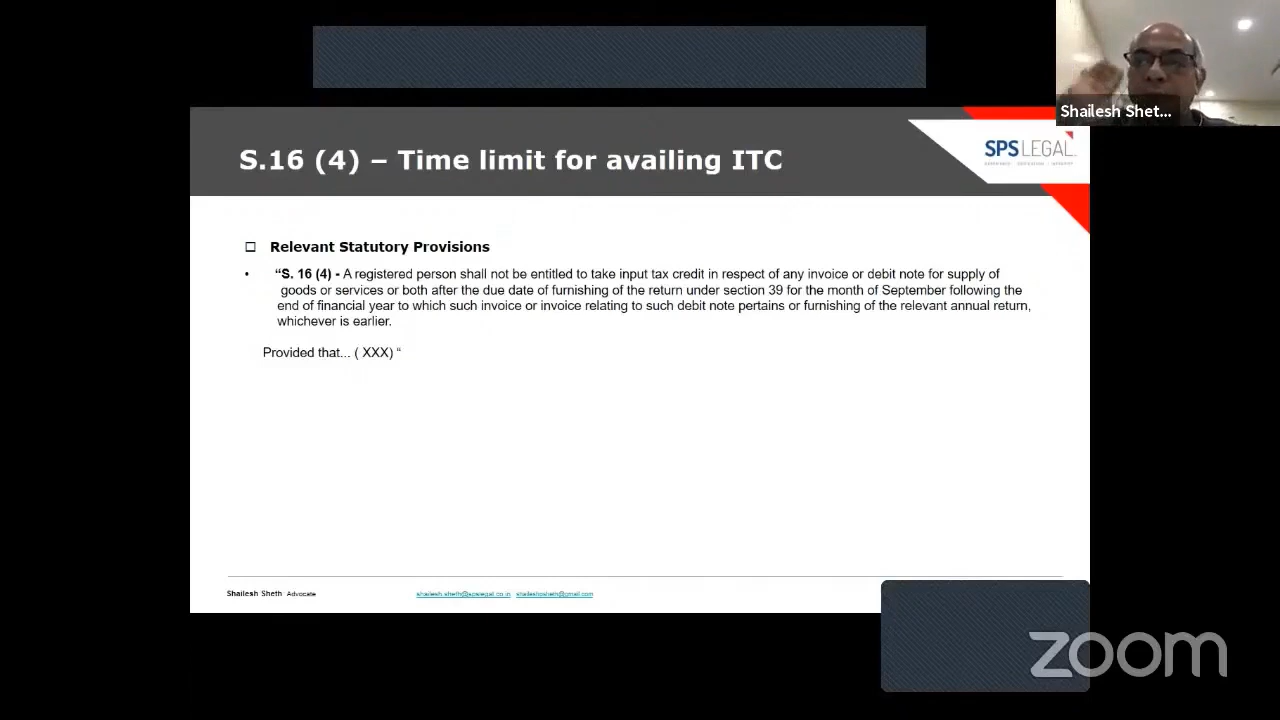 Shailesh Shet...
S.16 (4) – Time limit for availing ITC
SPS LEGAL
☐ Relevant Statutory Provisions
• “S. 16 (4) - A registered person shall not be entitled to take input tax credit in respect of any invoice or debit note for supply of
goods or services or both after the due date of furnishing of the return under section 39 for the month of September following the
end of financial year to which such invoice or invoice relating to such debit note pertains or furnishing of the relevant annual return,
whichever is earlier.
Provided that... ( XXX) “
Shailesh Sheth Advocate
zoom